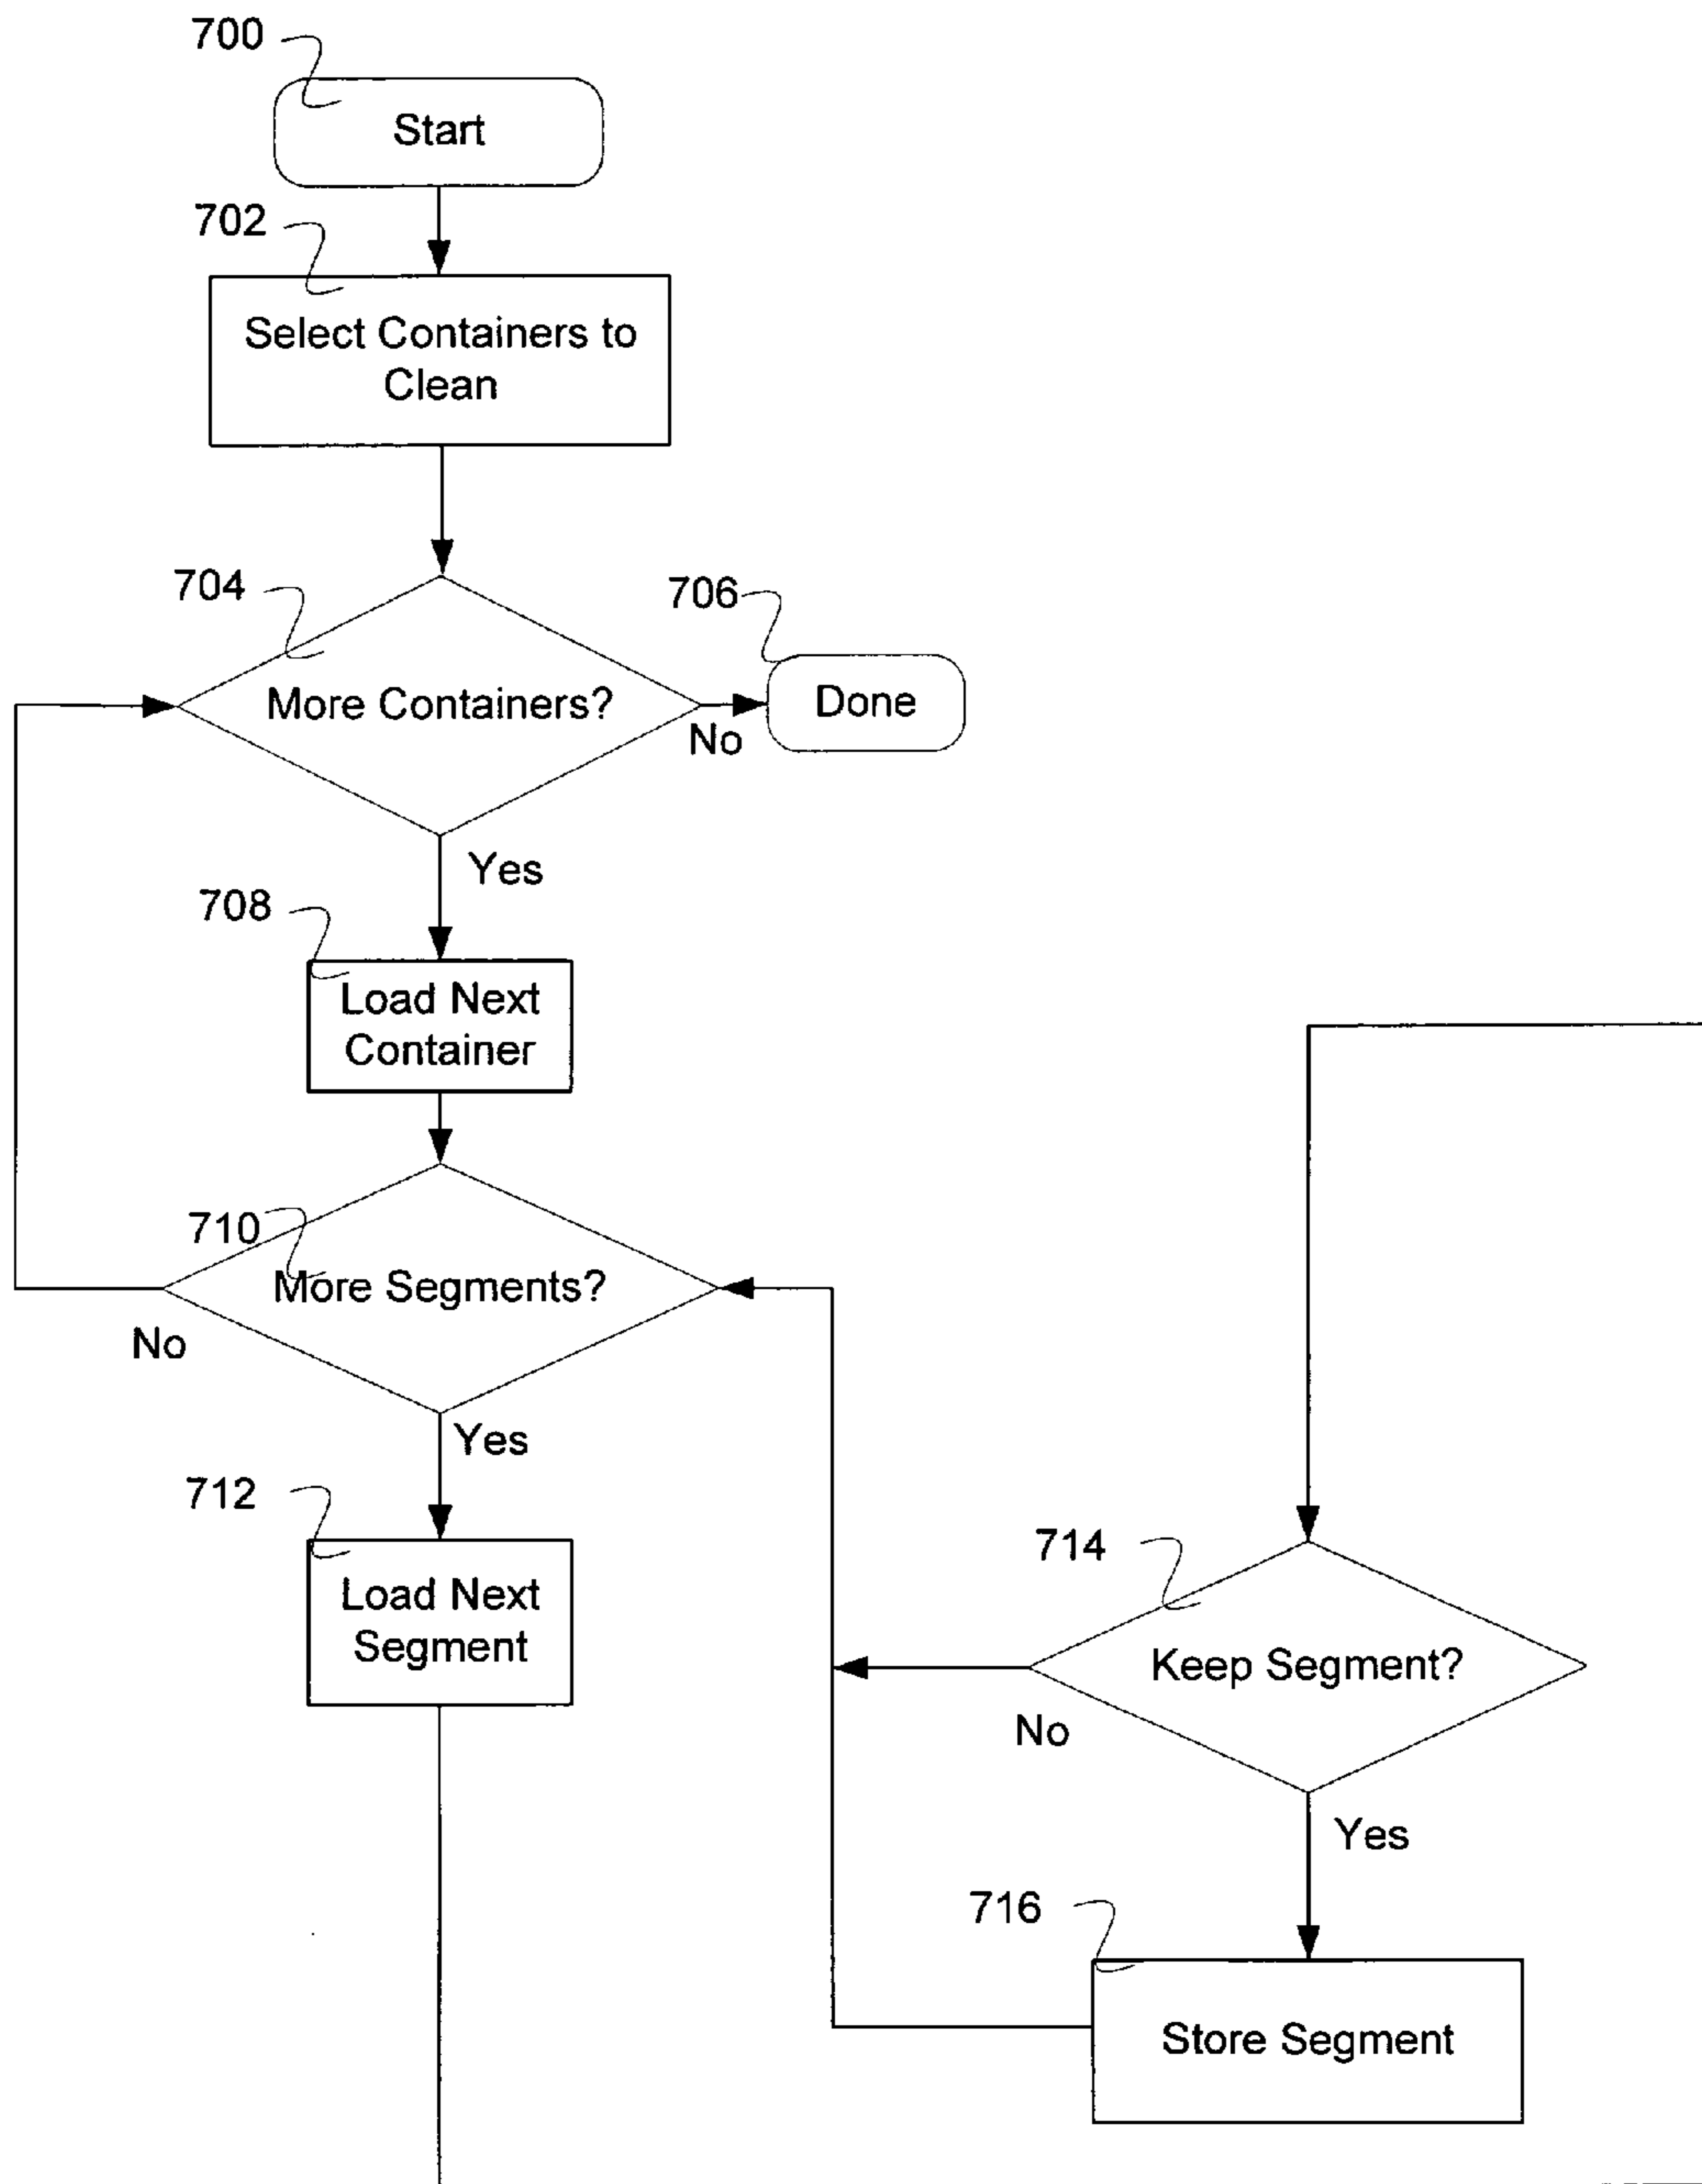 700
Start
702
Select Containers to
Clean
704
More Containers?
706
Done
No
Yes
708
Load Next
Container
710
More Segments?
No
Yes
712
Load Next
Segment
714
Keep Segment?
No
Yes
716
Store Segment